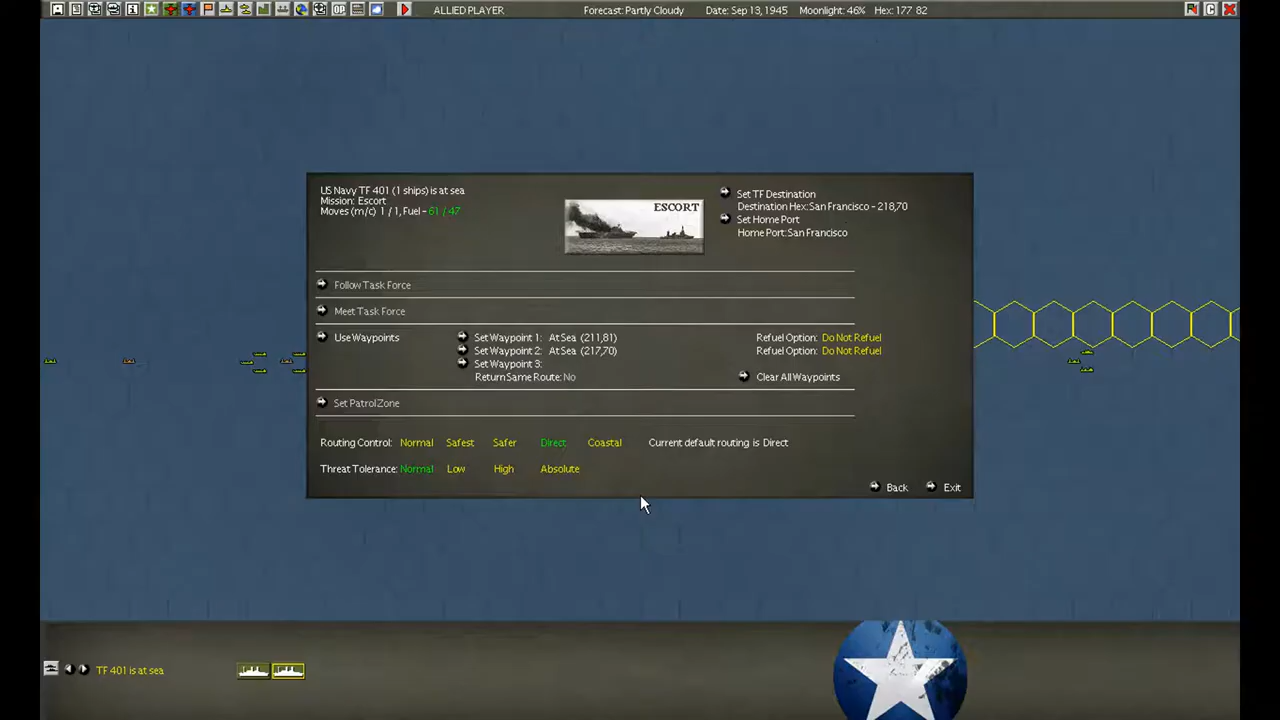 ALLIED PLAYER Forecast: Partly Cloudy Date: Sep 13, 1945 Moonlight: 46% Hex: 177 82
US Navy TF 401 (1 ships) is at sea
Mission: Escort
Moves (m/c) 1 / 1, Fuel - 61 / 47
ESCORT
Set TF Destination
Destination Hex: San Francisco - 218,70
Set Home Port
Home Port: San Francisco
Follow Task Force
Meet Task Force
Use Waypoints Set Waypoint 1: At Sea (211,81) Refuel Option: Do Not Refuel
Set Waypoint 2: At Sea (217,70) Refuel Option: Do Not Refuel
Set Waypoint 3:
Return Same Route: No Clear All Waypoints
Set Patrol Zone
Routing Control: Normal Safest Safer Direct Coastal Current default routing is Direct
Threat Tolerance: Normal Low High Absolute
Back Exit
TF 401 is at sea